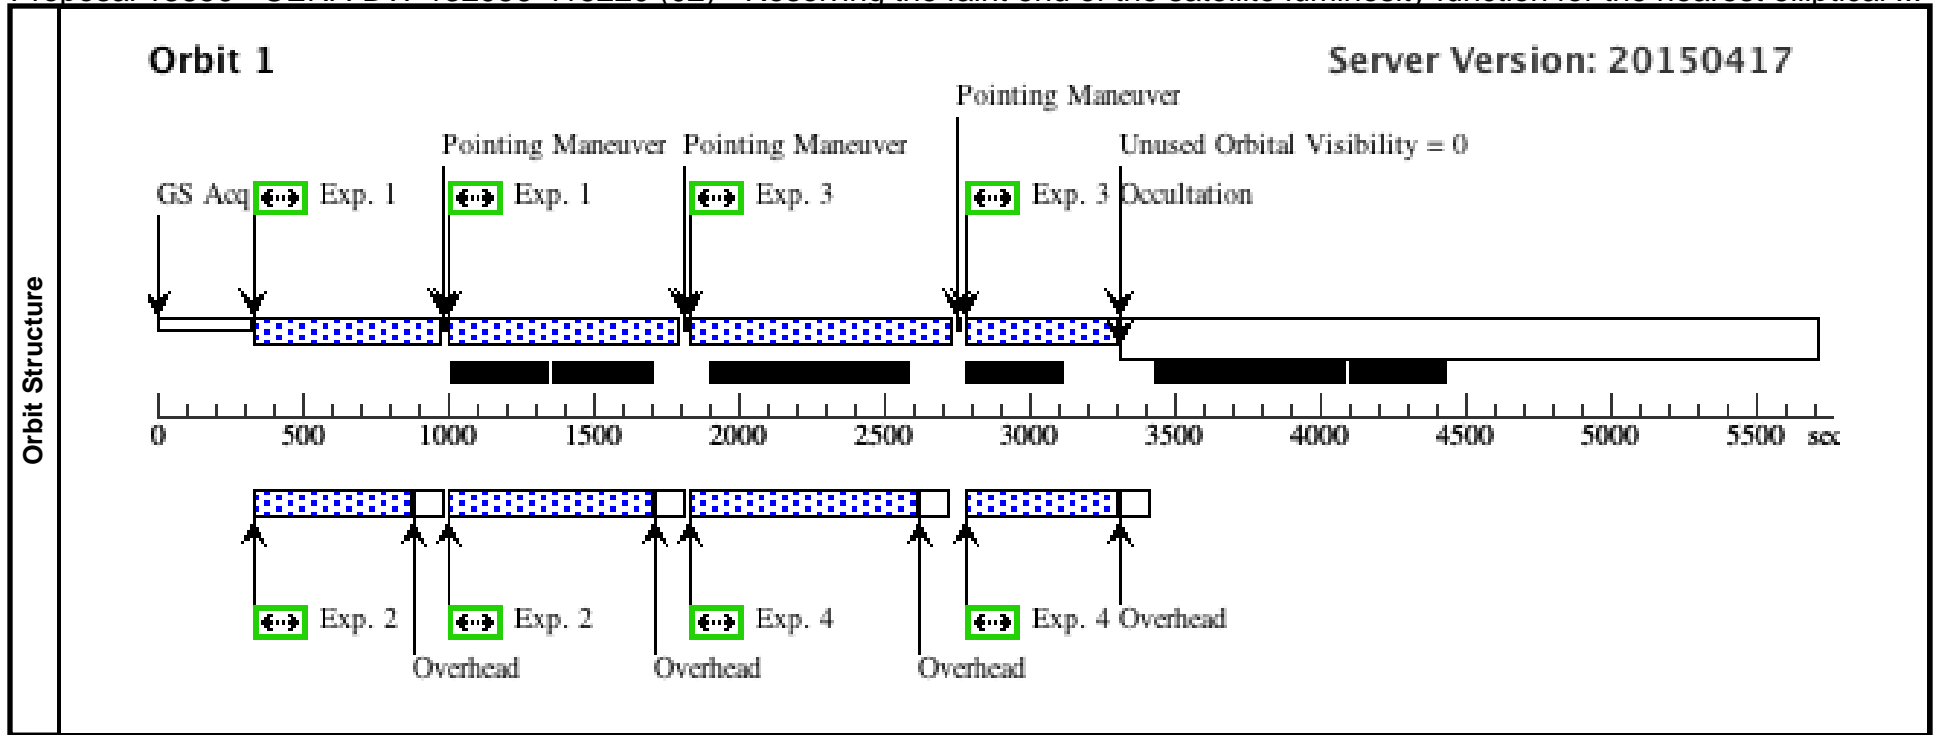 Orbit 1
Server Version: 20150417
Pointing Maneuver
Pointing Maneuver Pointing Maneuver Unused Orbital Visibility = 0
GS Acq Exp. 1 Exp. 1 Exp. 3 Exp. 3 Occultation
Orbit Structure
0 500 1000 1500 2000 2500 3000 3500 4000 4500 5000 5500 sec
Exp. 2 Exp. 2 Exp. 4 Exp. 4 Overhead
Overhead Overhead Overhead